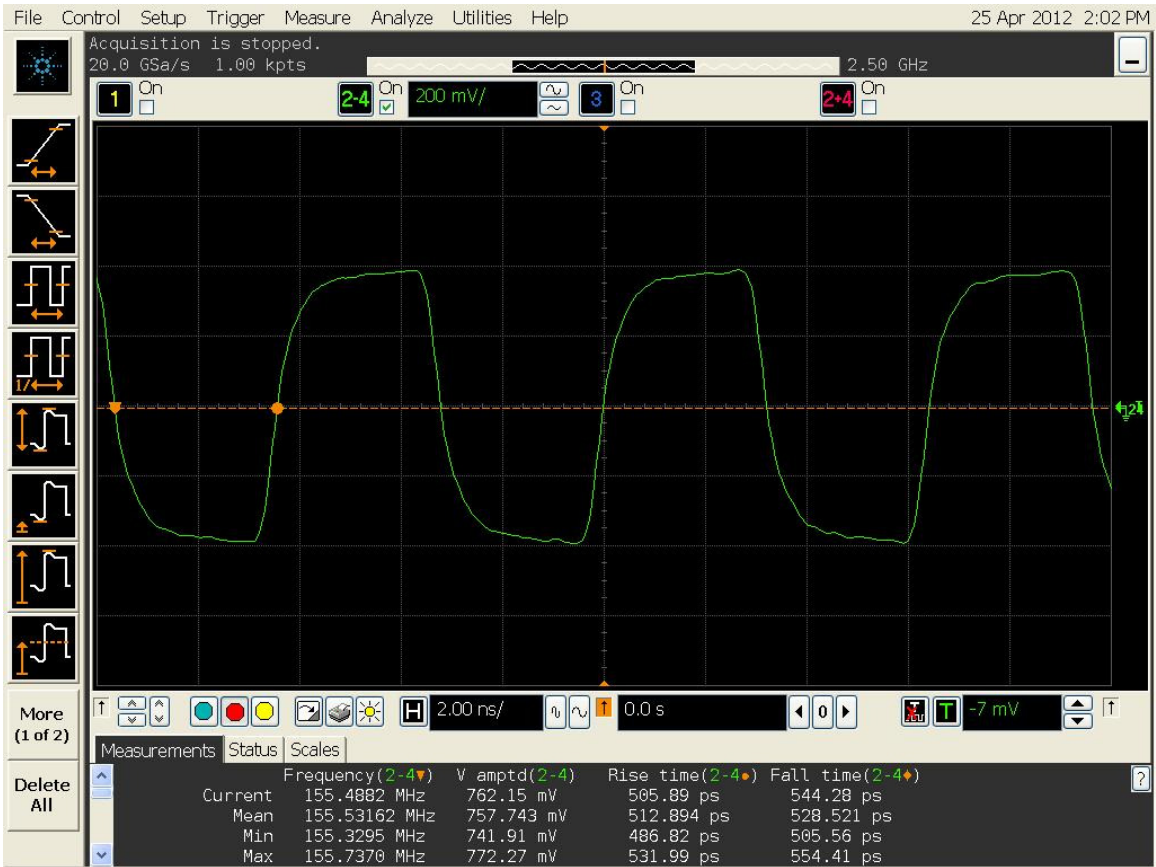 File Control Setup Trigger Measure Analyze Utilities Help 25 Apr 2012 2:02 PM
Acquisition is stopped.
20.0 GSa/s 1.00 kpts 2.50 GHz
1 On 2-4 On 200 mV/ 3 On 2+4 On
1/
More
(1 of 2)
Delete
All
H 2.00 ns/ 0.0 s 0 T -7 mV
Measurements Status Scales
Frequency(2-4) V amptd(2-4) Rise time(2-4) Fall time(2-4) ?
Current 155.4882 MHz 762.15 mV 505.89 ps 544.28 ps
Mean 155.53162 MHz 757.743 mV 512.894 ps 528.521 ps
Min 155.3295 MHz 741.91 mV 486.82 ps 505.56 ps
Max 155.7370 MHz 772.27 mV 531.99 ps 554.41 ps